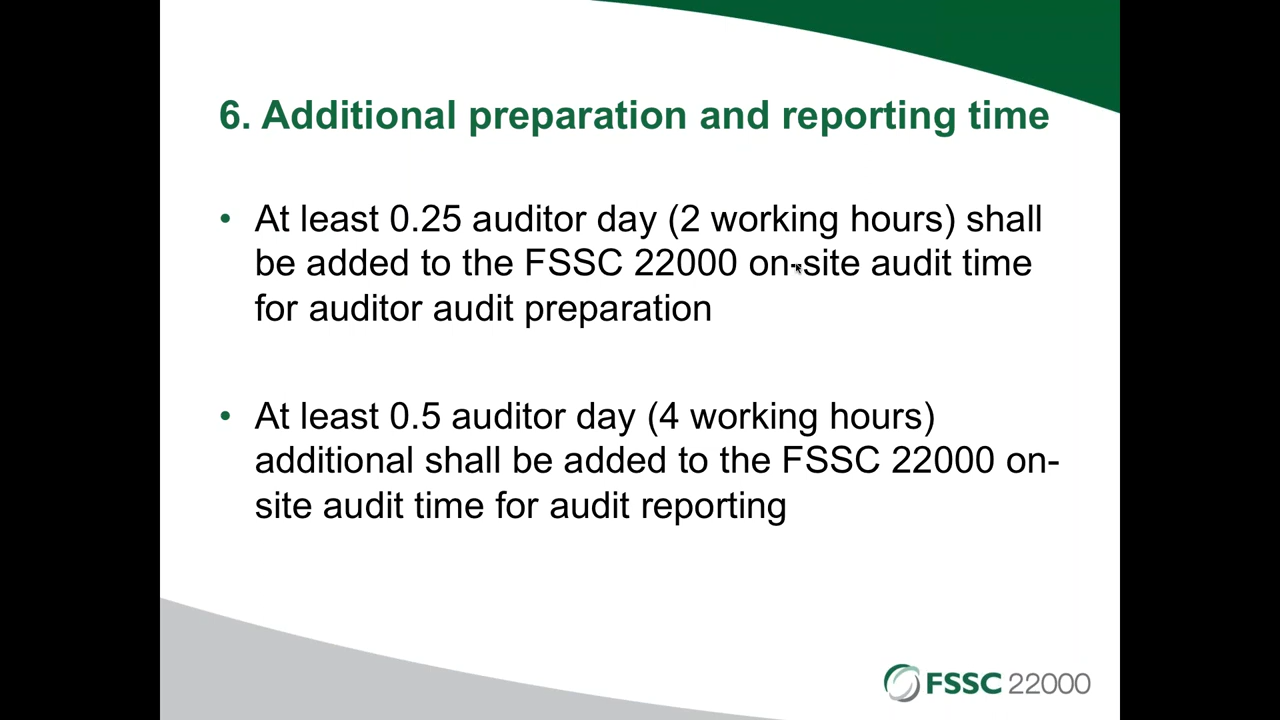 6. Additional preparation and reporting time
• At least 0.25 auditor day (2 working hours) shall
be added to the FSSC 22000 on-site audit time
for auditor audit preparation
• At least 0.5 auditor day (4 working hours)
additional shall be added to the FSSC 22000 on-
site audit time for audit reporting
FSSC 22000